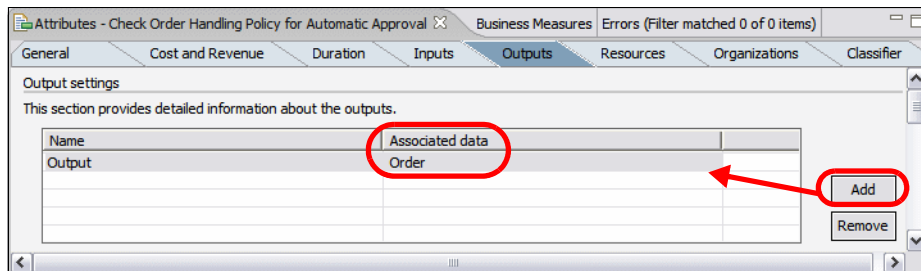 Attributes - Check Order Handling Policy for Automatic Approval Business Measures Errors (Filter matched 0 of 0 items)
General Cost and Revenue Duration Inputs Outputs Resources Organizations Classifier
Output settings
This section provides detailed information about the outputs.
Name Associated data
Output Order
Add
Remove